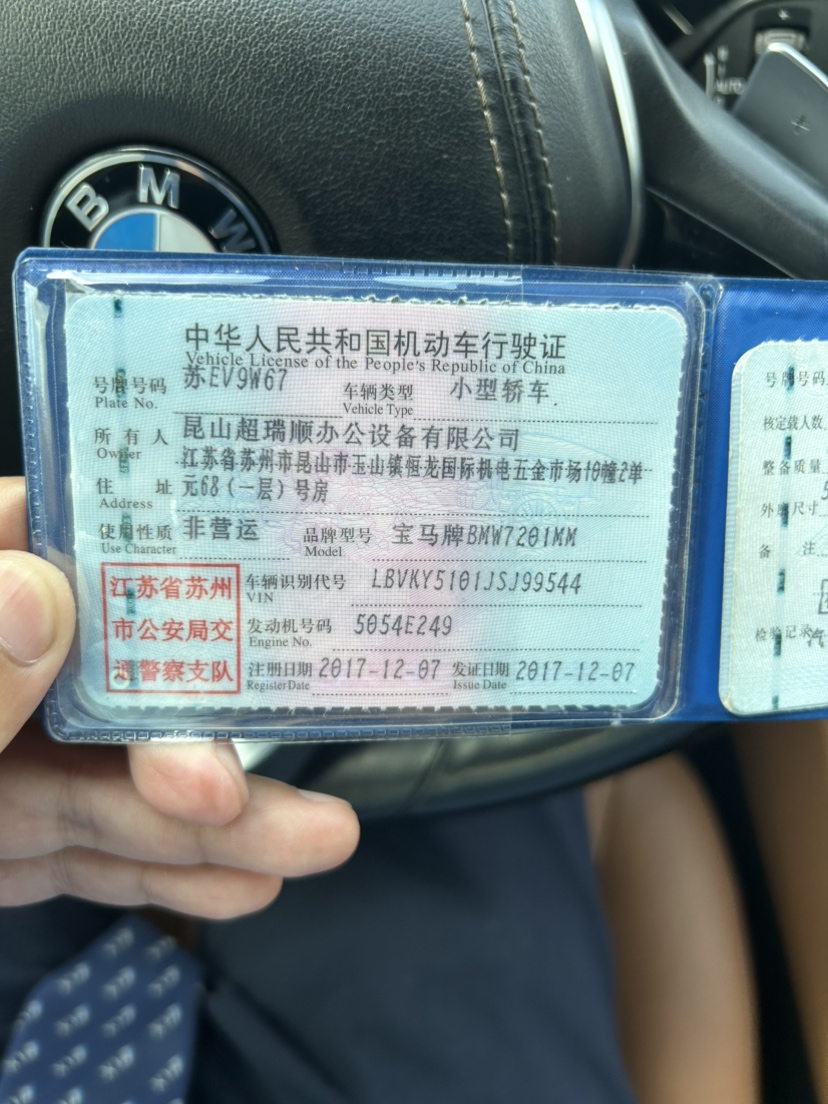 BMW
AUTO
中华人民共和国机动车行驶证
Vehicle License of the People's Republic of China
号牌号码 苏EV9W67 车辆类型 小型轿车
Plate No. Vehicle Type
所有人 昆山超瑞顺办公设备有限公司
Owner
江苏省苏州市昆山市玉山镇恒龙国际机电五金市场10幢2单
住址 元68(一层)号房
Address
使用性质 非营运 品牌型号 宝马牌BMW7201MM
Use Character Model
江苏省苏州
市公安局交
通警察支队
车辆识别代号 LBVKY5101JSJ99544
VIN
发动机号码 5054E249
Engine No.
注册日期 2017-12-07 发证日期 2017-12-07
Register Date Issue Date
号牌号码
核定载人数
整备质量
外廓尺寸
备注
检验记录